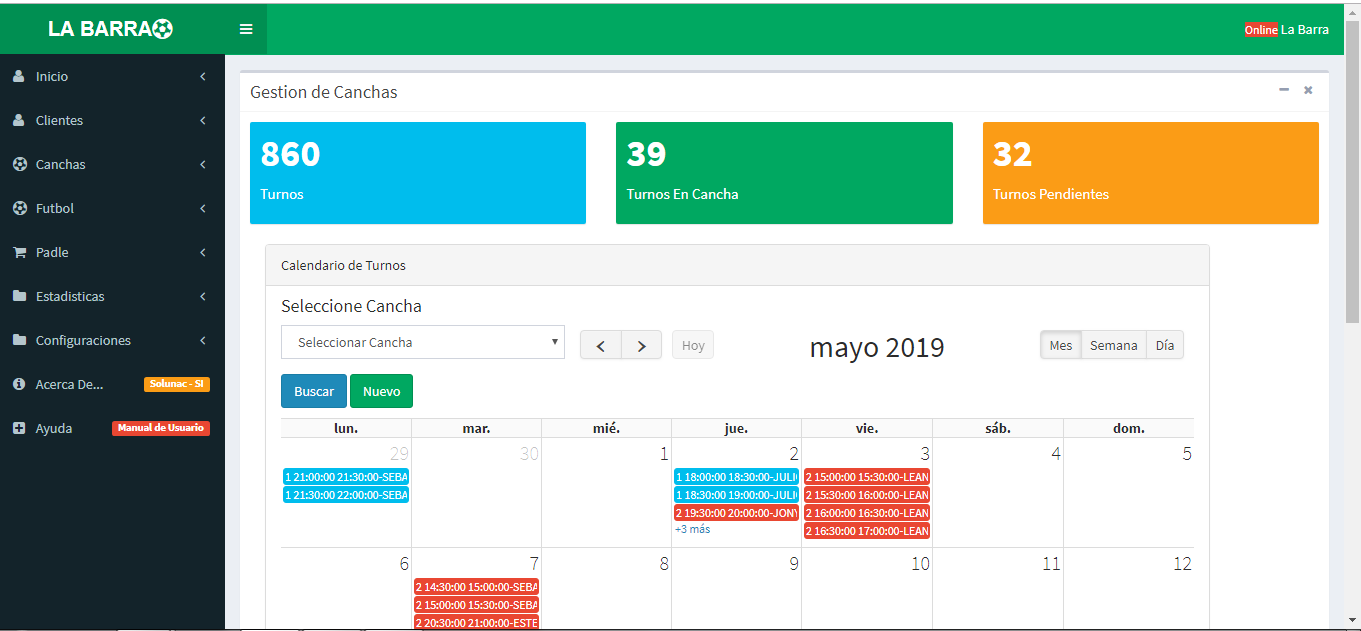 LA BARRA
Online La Barra
Inicio
Clientes
Canchas
Futbol
Padle
Estadisticas
Configuraciones
Acerca De... Solunac - SI
Ayuda Manual de Usuario
Gestion de Canchas
860
Turnos
39
Turnos En Cancha
32
Turnos Pendientes
Calendario de Turnos
Seleccione Cancha
Seleccionar Cancha
Hoy
mayo 2019
Mes Semana Día
Buscar Nuevo
lun. mar. mié. jue. vie. sáb. dom.
29 30 1 2 3 4 5
1 21:00:00 21:30:00-SEBA
1 21:30:00 22:00:00-SEBA
1 18:00:00 18:30:00-JULI
1 18:30:00 19:00:00-JULI
2 19:30:00 20:00:00-JONY
+3 más
2 15:00:00 15:30:00-LEAN
2 15:30:00 16:00:00-LEAN
2 16:00:00 16:30:00-LEAN
2 16:30:00 17:00:00-LEAN
6 7 8 9 10 11 12
2 14:30:00 15:00:00-SEBA
2 15:00:00 15:30:00-SEBA
2 20:30:00 21:00:00-ESTE